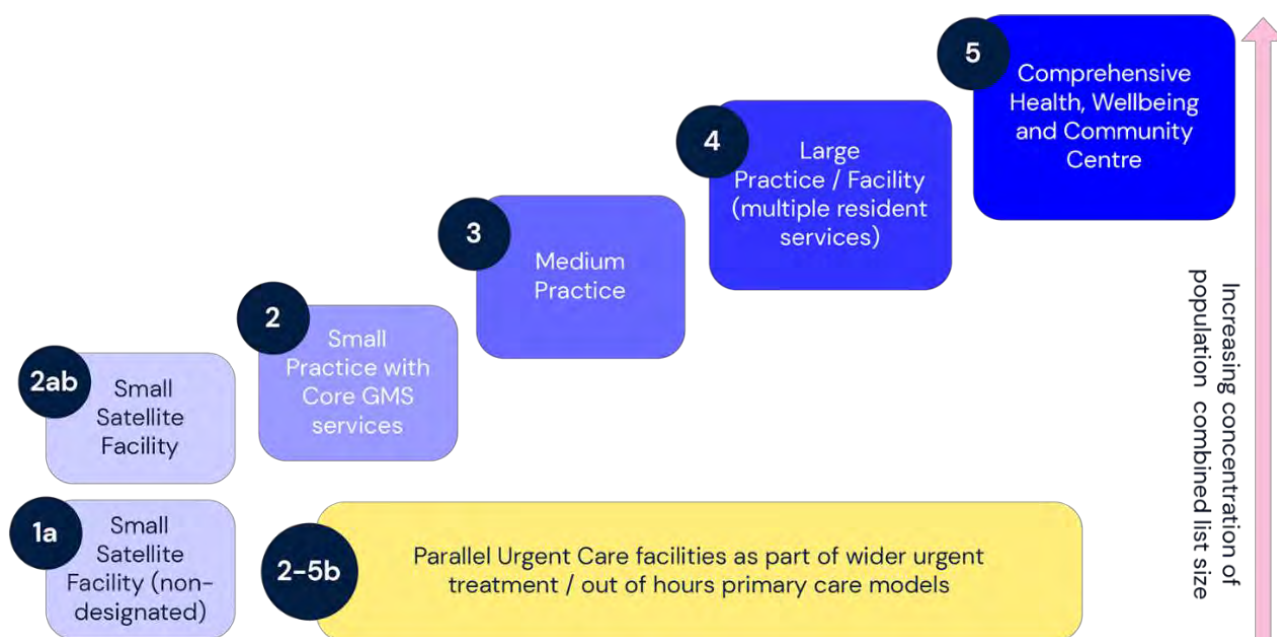 5
Comprehensive
Health, Wellbeing
and Community
Centre
4
Large
Practice / Facility
(multiple resident
services)
3
Medium
Practice
2
Small
Practice with
Core GMS
services
2ab
Small
Satellite
Facility
1a
Small
Satellite
Facility (non-
designated)
2-5b
Parallel Urgent Care facilities as part of wider urgent
treatment / out of hours primary care models
Increasing concentration of
population combined list size